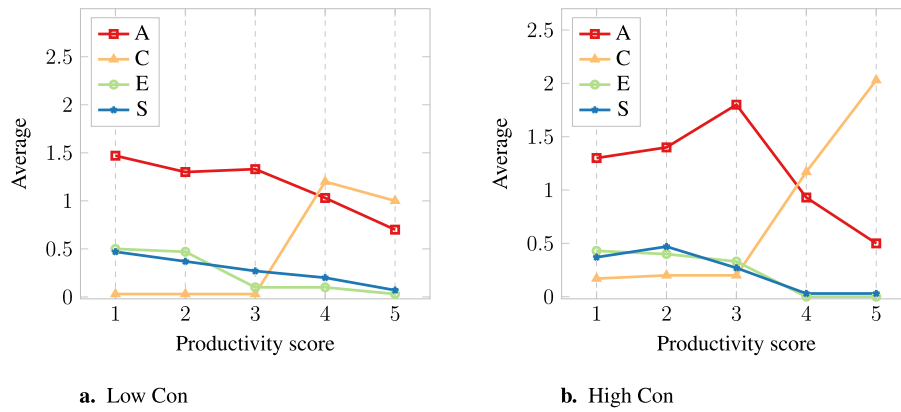 A
C
E
S
Average
2.5
2
1.5
1
0.5
0
1 2 3 4 5
Productivity score
a. Low Con
A
C
E
S
Average
2.5
2
1.5
1
0.5
0
1 2 3 4 5
Productivity score
b. High Con